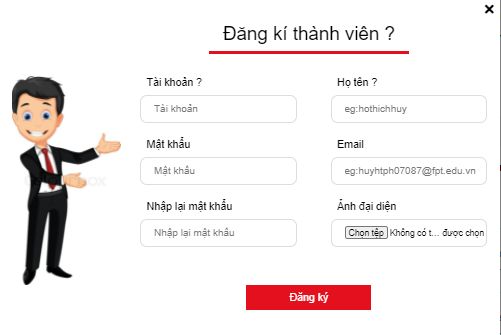 ×
Đăng kí thành viên ?
Tài khoản ? Họ tên ?
Tài khoản eg:hothichhuy
Mật khẩu Email
Mật khẩu eg:huyhtph07087@fpt.edu.vn
Nhập lại mật khẩu Ảnh đại diện
Nhập lại mật khẩu Chọn tệp Không có t... được chọn
Đăng ký